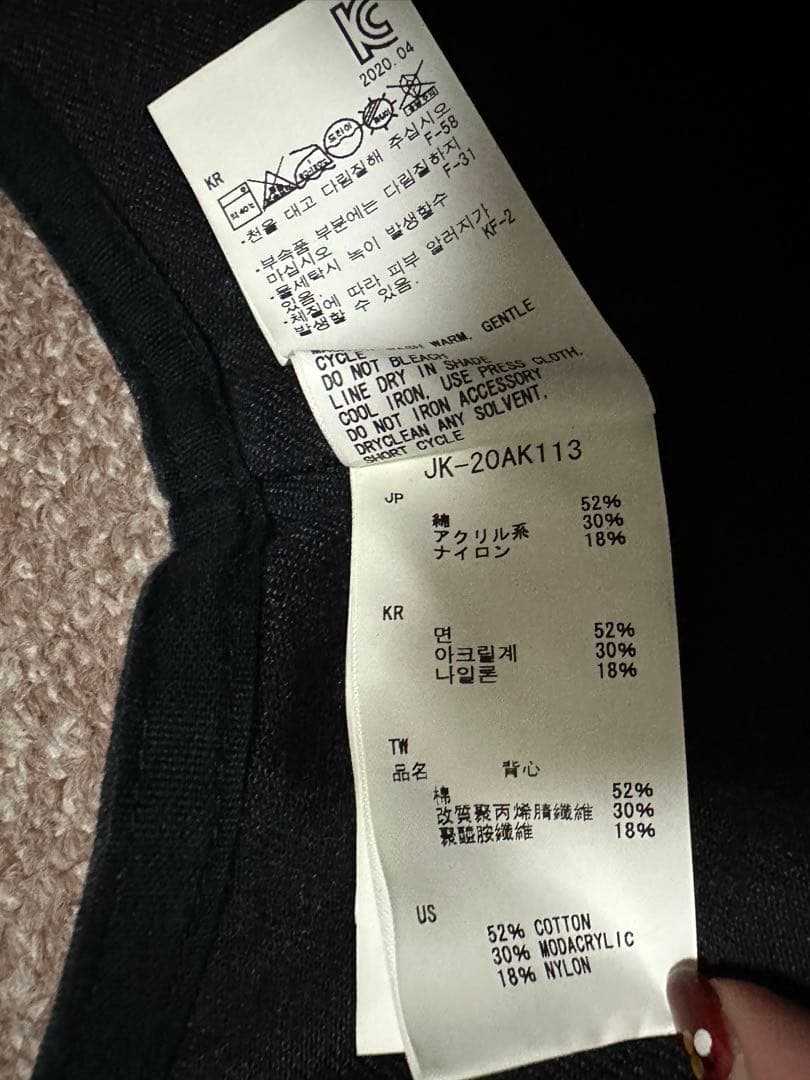 KC
2020.04
KR
·천을 대고 다림질해 주십시오
F-58
·부속품 부분에는 다림질하지
마십시오
F-31
·물세탁시 녹이 발생할수
있음.
·체질에 따라 피부 알러지가
발생할 수 있음.
KF-2
WARM. GENTLE
CYCLE
DO NOT BLEACH
LINE DRY IN SHADE
COOL IRON, USE PRESS CLOTH.
DO NOT IRON ACCESSORY
DRYCLEAN ANY SOLVENT,
SHORT CYCLE
JK-20AK113
JP
綿 52%
アクリル系 30%
ナイロン 18%
KR
면 52%
아크릴계 30%
나일론 18%
TW
品名 背心
棉 52%
改質聚丙烯腈纖維 30%
聚醯胺纖維 18%
US
52% COTTON
30% MODACRYLIC
18% NYLON